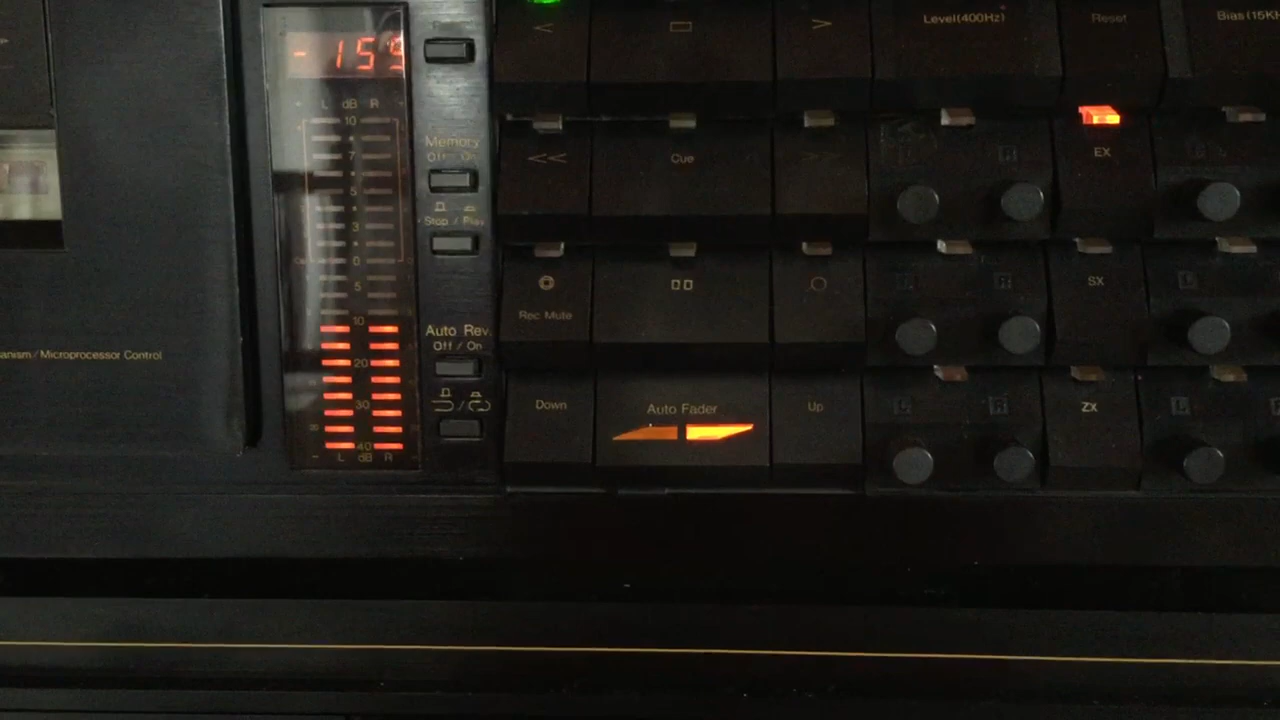 Level(400Hz)
Reset
Bias(15KH
- 155
L dB R
10
7
5
3
0
5
10
20
30
40
L dB R
Memory
Off On
Stop / Play
Auto Rev.
Off / On
anism/Microprocessor Control
<
>
<<
Cue
>>
EX
Rec Mute
SX
Down
Auto Fader
Up
ZX
R
R
L
R
L